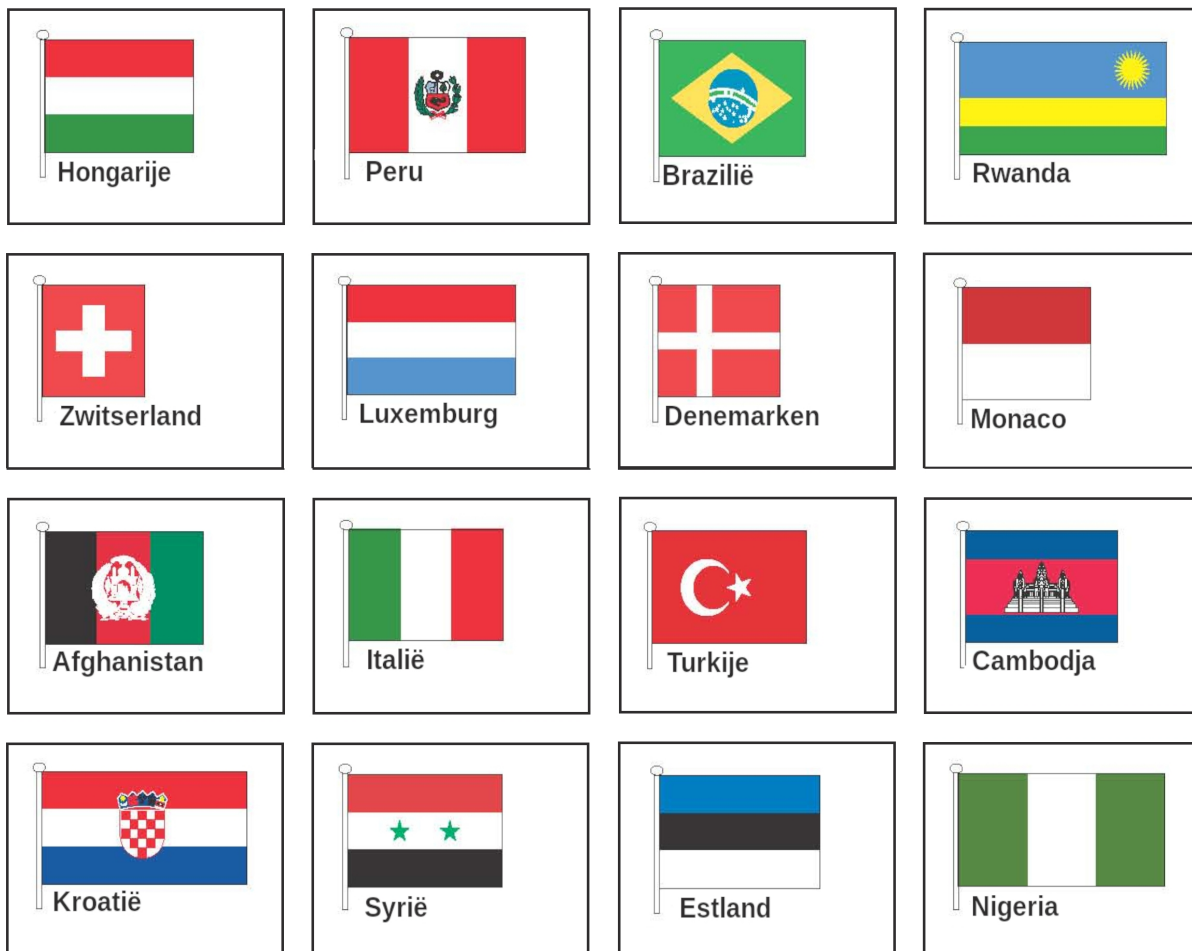 Hongarije
Peru
Brazilië
Rwanda
Zwitserland
Luxemburg
Denemarken
Monaco
Afghanistan
Italië
Turkije
Cambodja
Kroatië
Syrië
Estland
Nigeria